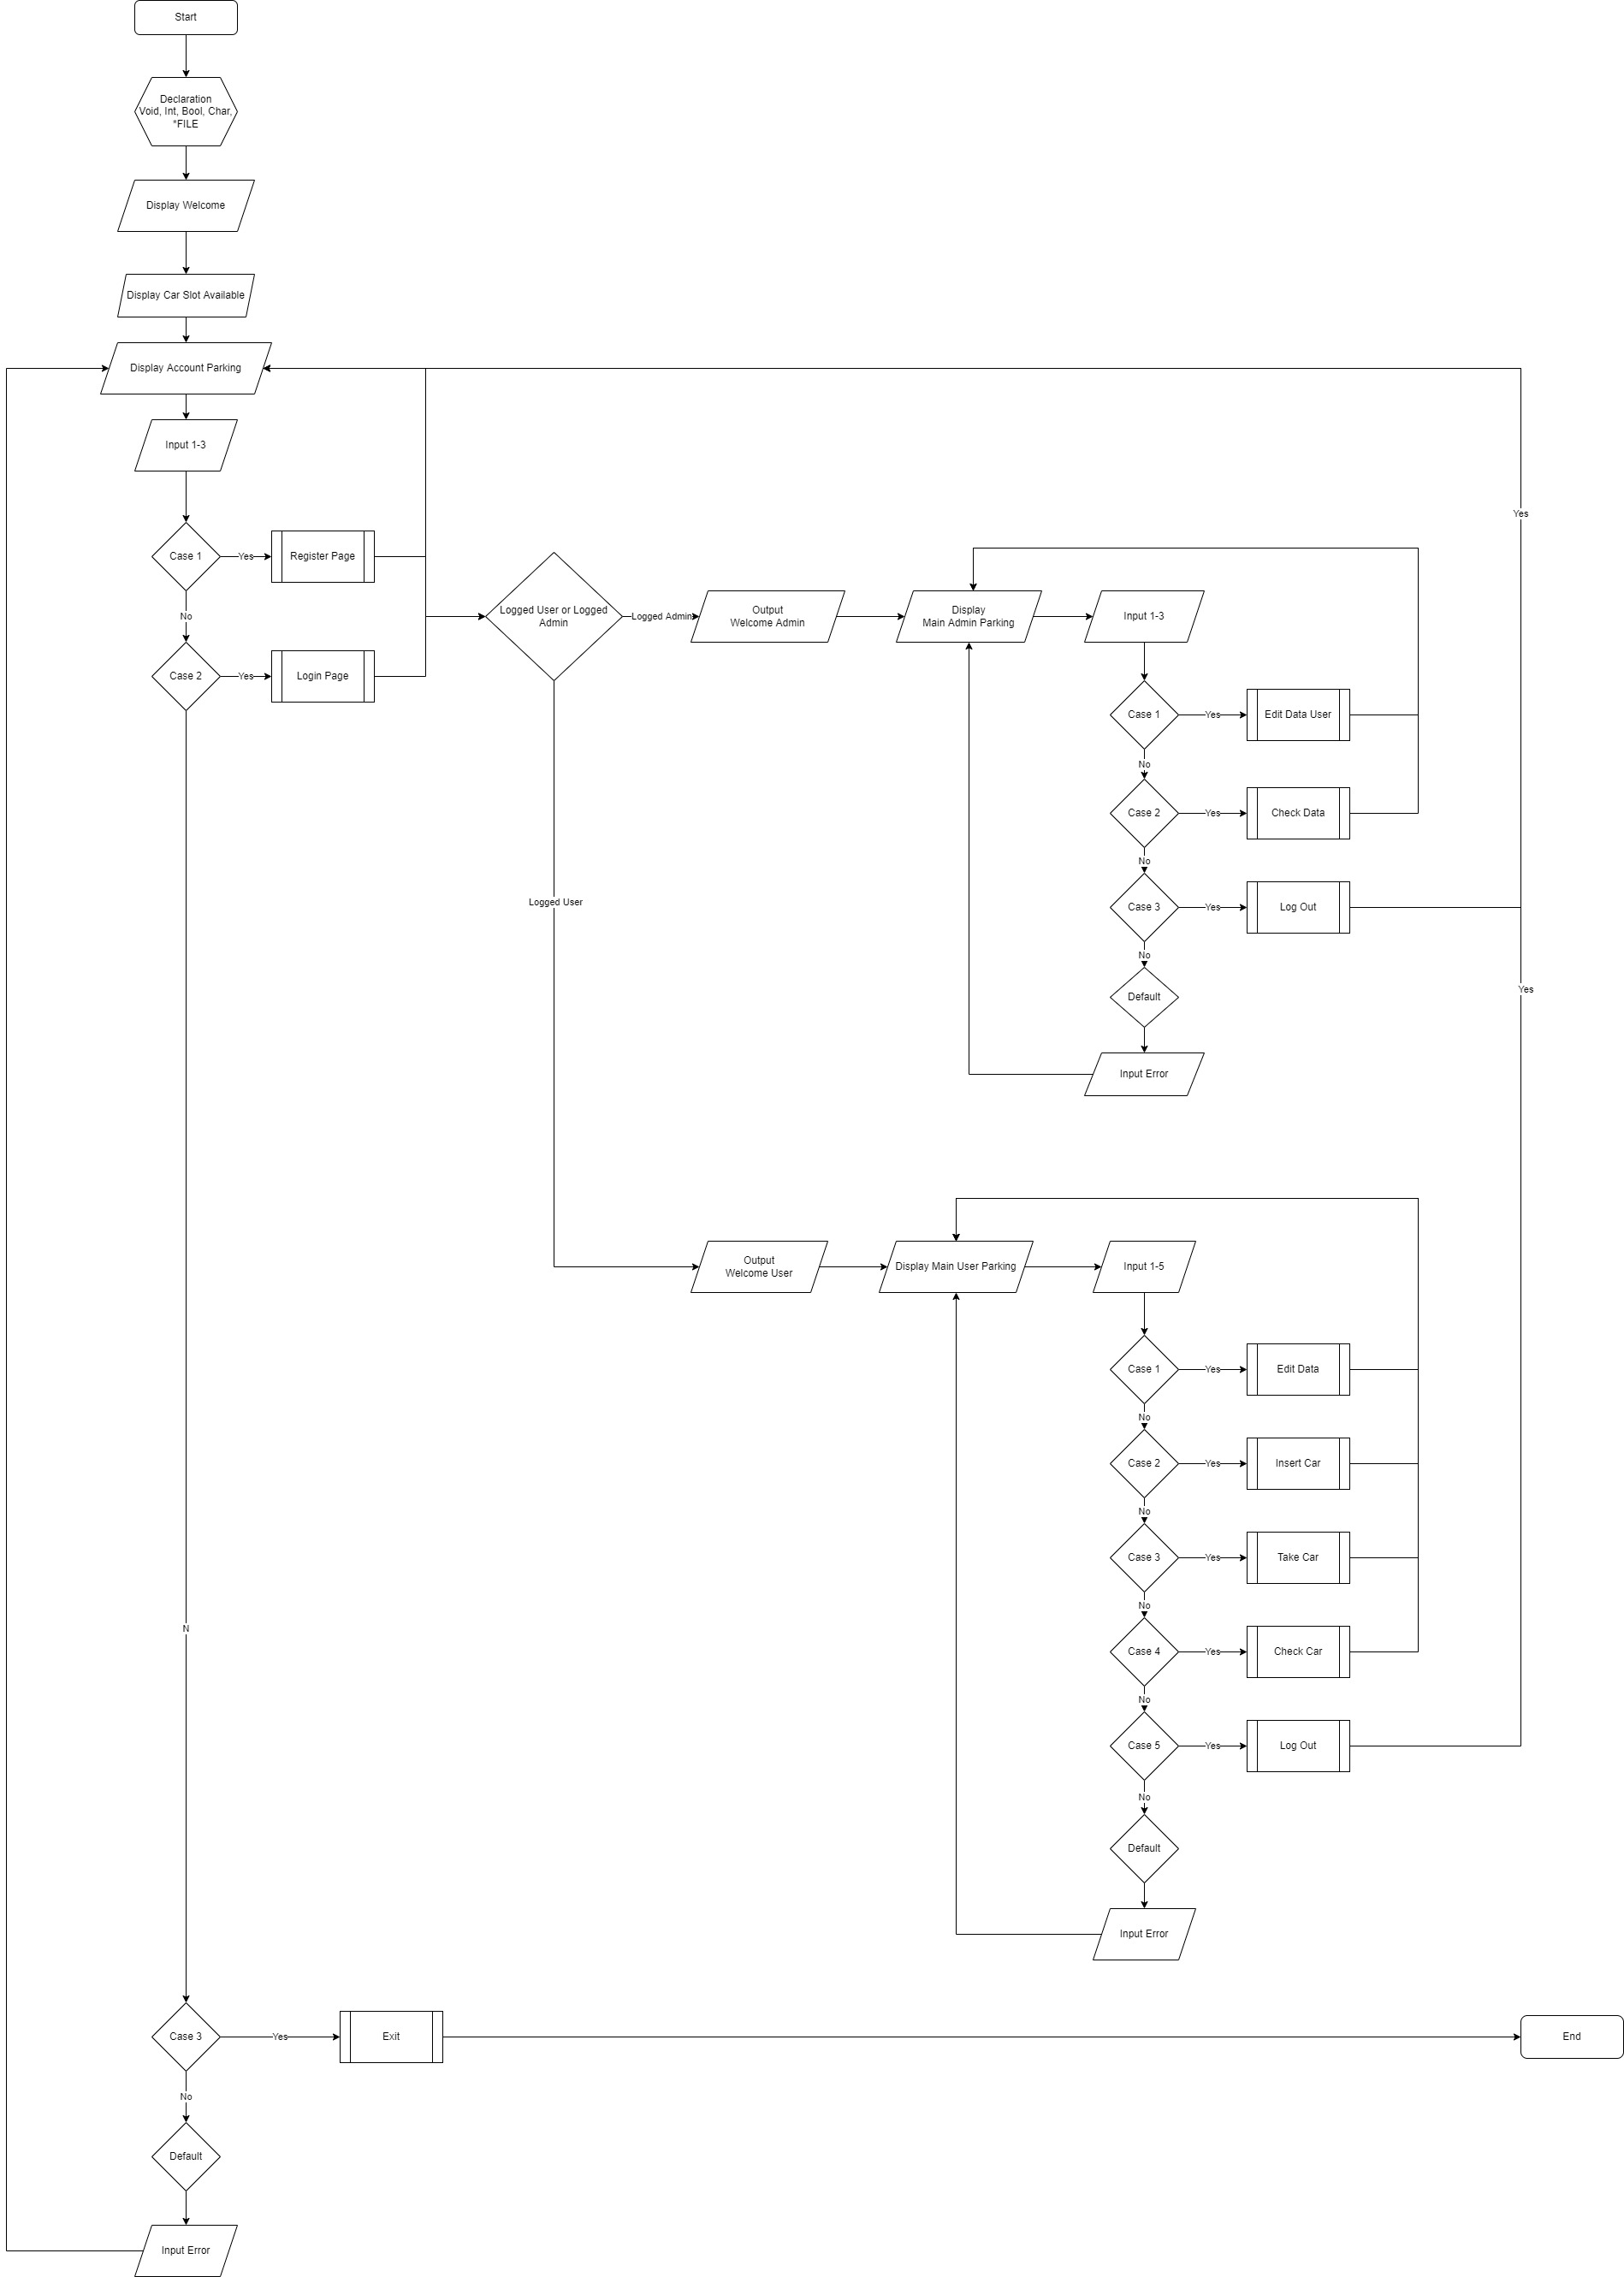 Start
Declaration
Void, Int, Bool, Char,
*FILE
Display Welcome
Display Car Slot Available
Display Account Parking
Input 1-3
Case 1
Yes
Register Page
No
Case 2
Yes
Login Page
Logged User or Logged
Admin
Logged Admin
Output
Welcome Admin
Display
Main Admin Parking
Input 1-3
Case 1
Yes
Edit Data User
No
Case 2
Yes
Check Data
No
Case 3
Yes
Log Out
No
Default
Input Error
Yes
Yes
Logged User
Output
Welcome User
Display Main User Parking
Input 1-5
Case 1
Yes
Edit Data
No
Case 2
Yes
Insert Car
No
Case 3
Yes
Take Car
No
Case 4
Yes
Check Car
No
Case 5
Yes
Log Out
No
Default
Input Error
N
Case 3
Yes
Exit
End
No
Default
Input Error